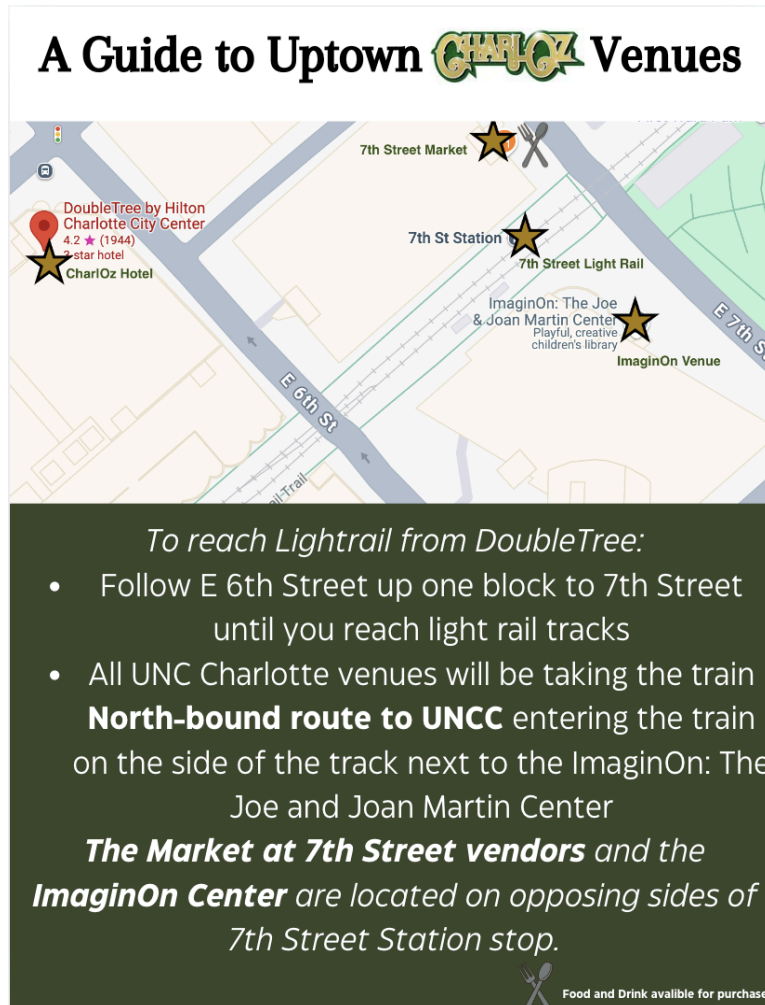 A Guide to Uptown CHARLOZ Venues
7th Street Market
DoubleTree by Hilton
Charlotte City Center
4.2 ★ (1944)
3-star hotel
CharlOz Hotel
7th St Station
7th Street Light Rail
ImaginOn: The Joe
& Joan Martin Center
Playful, creative
children's library
ImaginOn Venue
E 7th St
E 6th St
ail-Trail
To reach Lightrail from DoubleTree:
• Follow E 6th Street up one block to 7th Street
until you reach light rail tracks
• All UNC Charlotte venues will be taking the train
North-bound route to UNCC entering the train
on the side of the track next to the ImaginOn: The
Joe and Joan Martin Center
The Market at 7th Street vendors and the
ImaginOn Center are located on opposing sides of
7th Street Station stop.
Food and Drink avalible for purchase